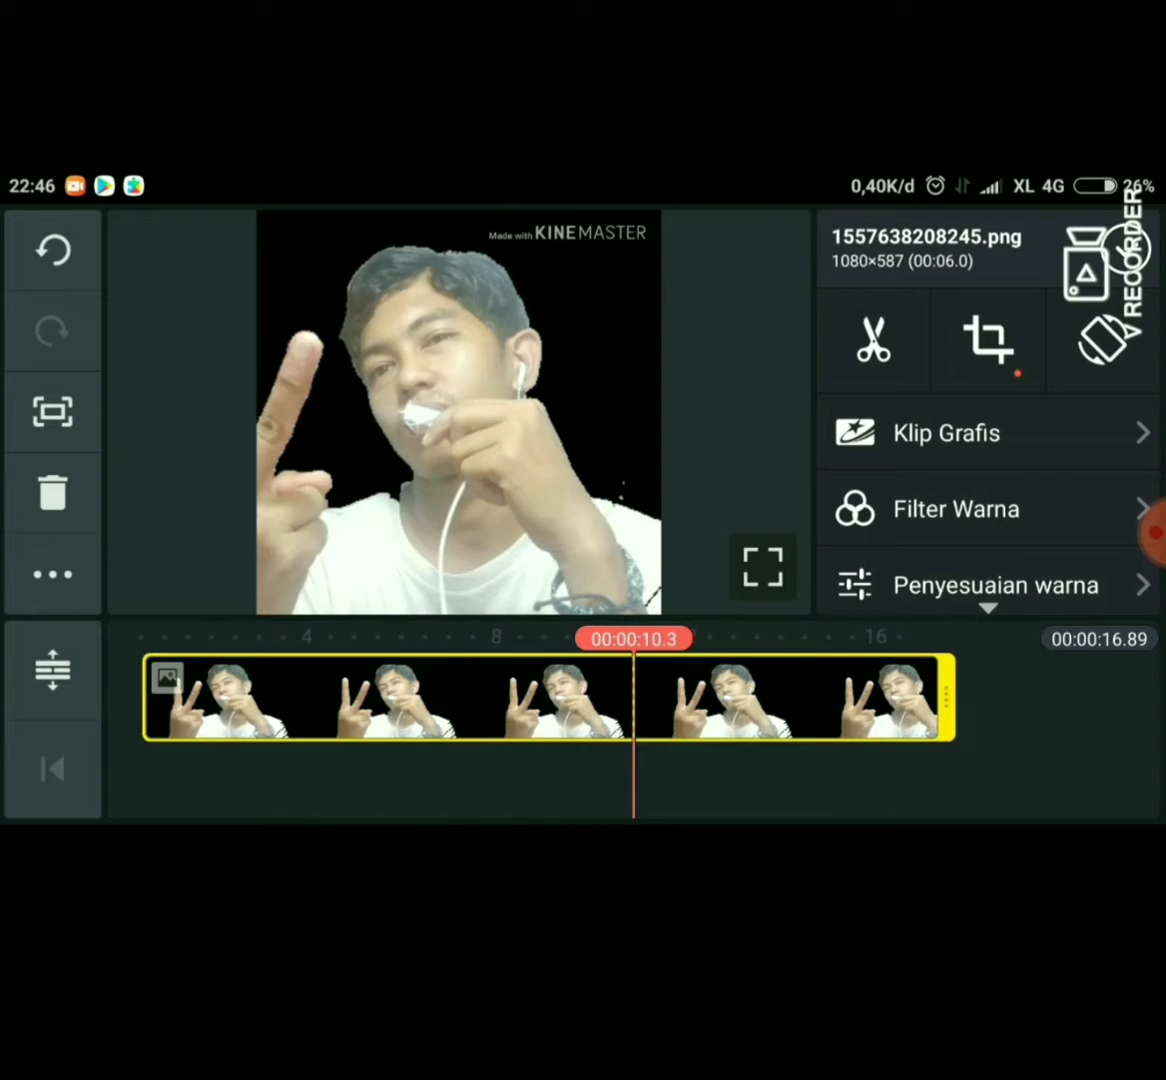 22:46
0,40K/d XL 4G 26%
Made with KINEMASTER
1557638208245.png
1080×587 (00:06.0)
RECORDER
Klip Grafis
Filter Warna
Penyesuaian warna
4 8 00:00:10.3 16 00:00:16.89